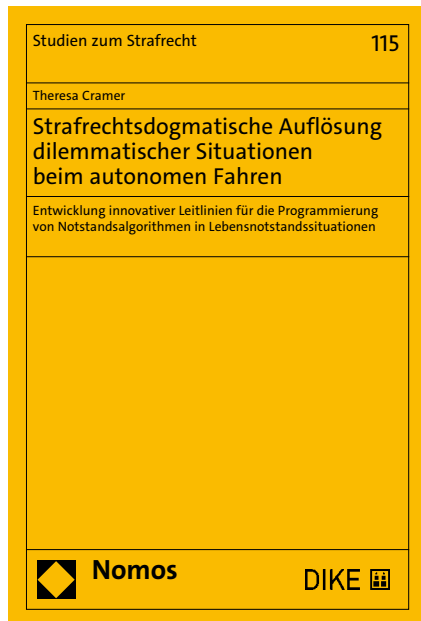 Studien zum Strafrecht
115
Theresa Cramer
Strafrechtsdogmatische Auflösung
dilemmatischer Situationen
beim autonomen Fahren
Entwicklung innovativer Leitlinien für die Programmierung
von Notstandsalgorithmen in Lebensnotstandssituationen
Nomos
DIKE